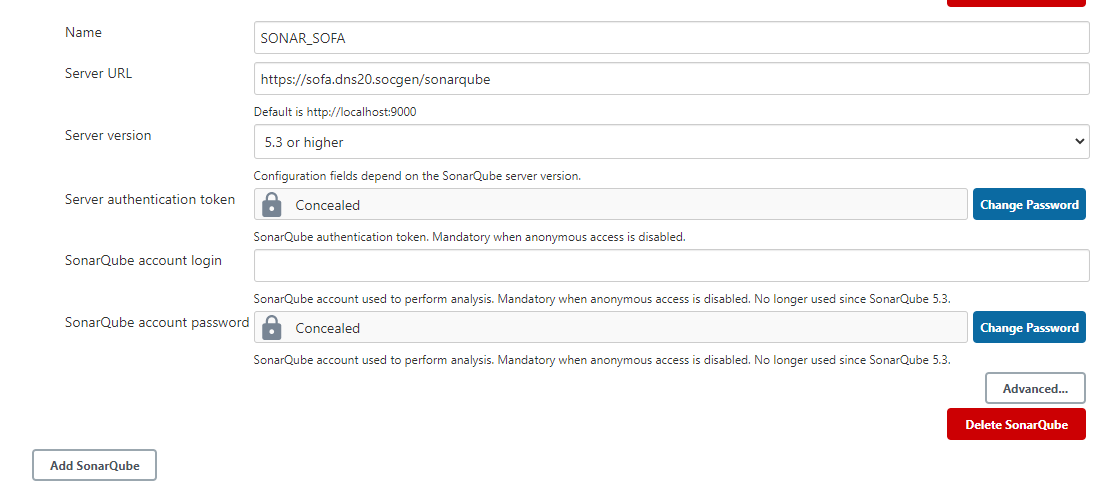 Name
SONAR_SOFA
Server URL
https://sofa.dns20.socgen/sonarqube
Default is http://localhost:9000
Server version
5.3 or higher
Configuration fields depend on the SonarQube server version.
Server authentication token
Concealed
Change Password
SonarQube authentication token. Mandatory when anonymous access is disabled.
SonarQube account login
SonarQube account used to perform analysis. Mandatory when anonymous access is disabled. No longer used since SonarQube 5.3.
SonarQube account password
Concealed
Change Password
SonarQube account used to perform analysis. Mandatory when anonymous access is disabled. No longer used since SonarQube 5.3.
Advanced...
Delete SonarQube
Add SonarQube